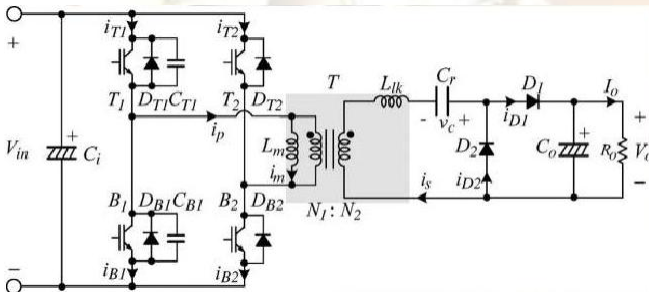 i_T1
i_T2
T
L_lk
C_r
D_1
I_o
+
T_1 D_T1 C_T1
T_2 D_T2
- v_c +
i_D1
+
V_in
+
C_i
i_p
L_m
D_2
C_o
+
R_o
V_o
i_m
i_s
i_D2
−
B_1 D_B1 C_B1
B_2 D_B2
N_1 : N_2
−
i_B1
i_B2